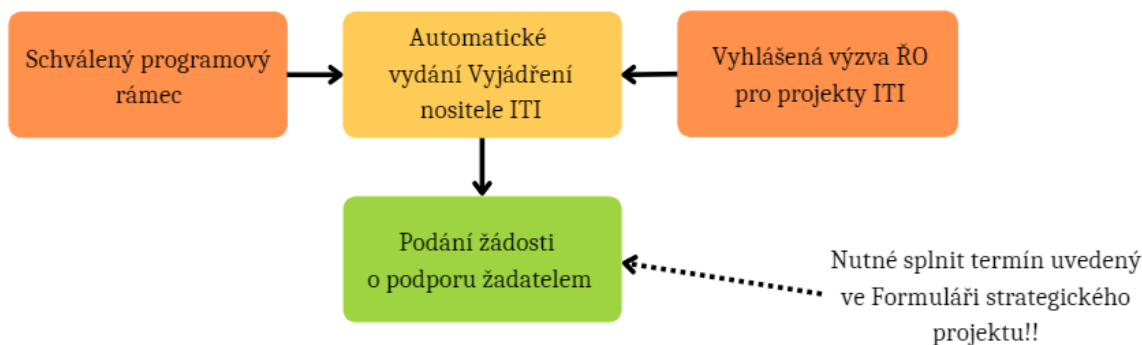 Schválený programový
rámec
Automatické
vydání Vyjádření
nositele ITI
Vyhlášená výzva ŘO
pro projekty ITI
Podání žádosti
o podporu žadatelem
Nutné splnit termín uvedený
ve Formuláři strategického
projektu!!